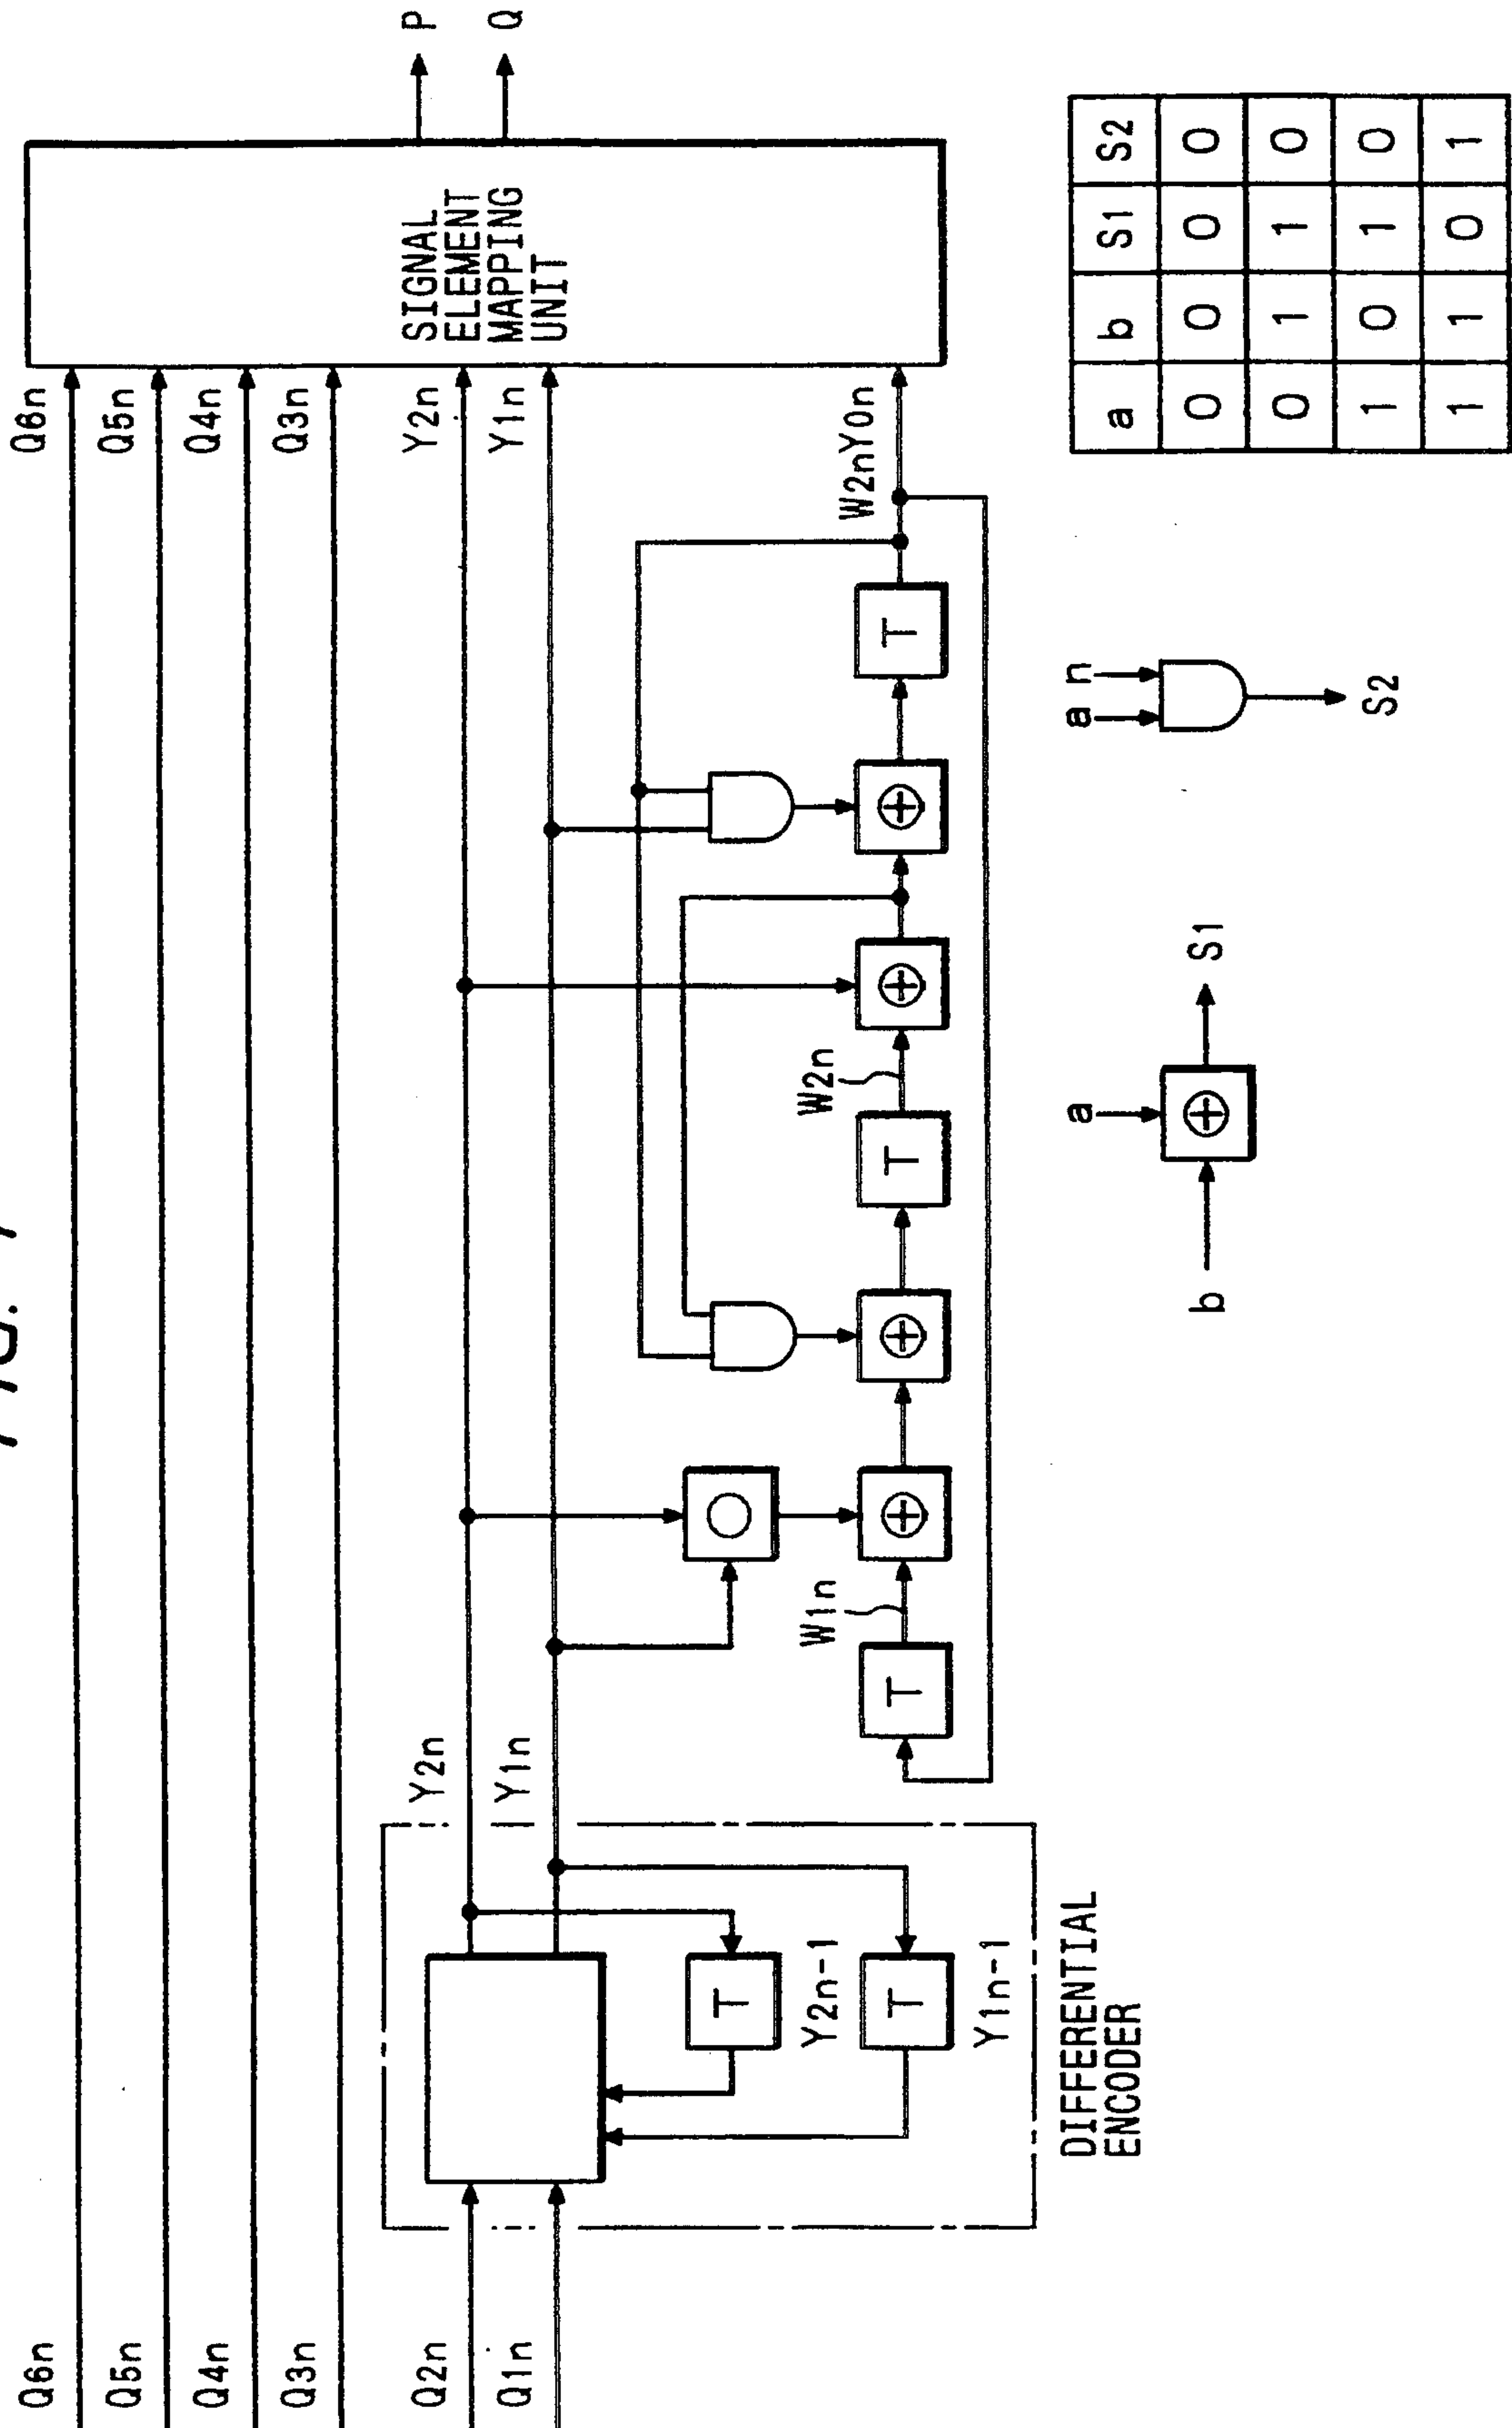 FIG.
Q6n
Q6n
Q5n
Q5n
Q4n
Q4n
Q3n
Q3n
P
Q2n
Y2n
Y2n
SIGNAL
ELEMENT
MAPPING
UNIT
Q
Q1n
Y1n
Y1n
T
Y2n-1
T
Y1n-1
DIFFERENTIAL
ENCODER
W1n
W2n
W2nY0n
T
T
T
b
a
S1
a n
S2
a b S1 S2
0 0 0 0
0 1 1 0
1 0 1 0
1 1 0 1